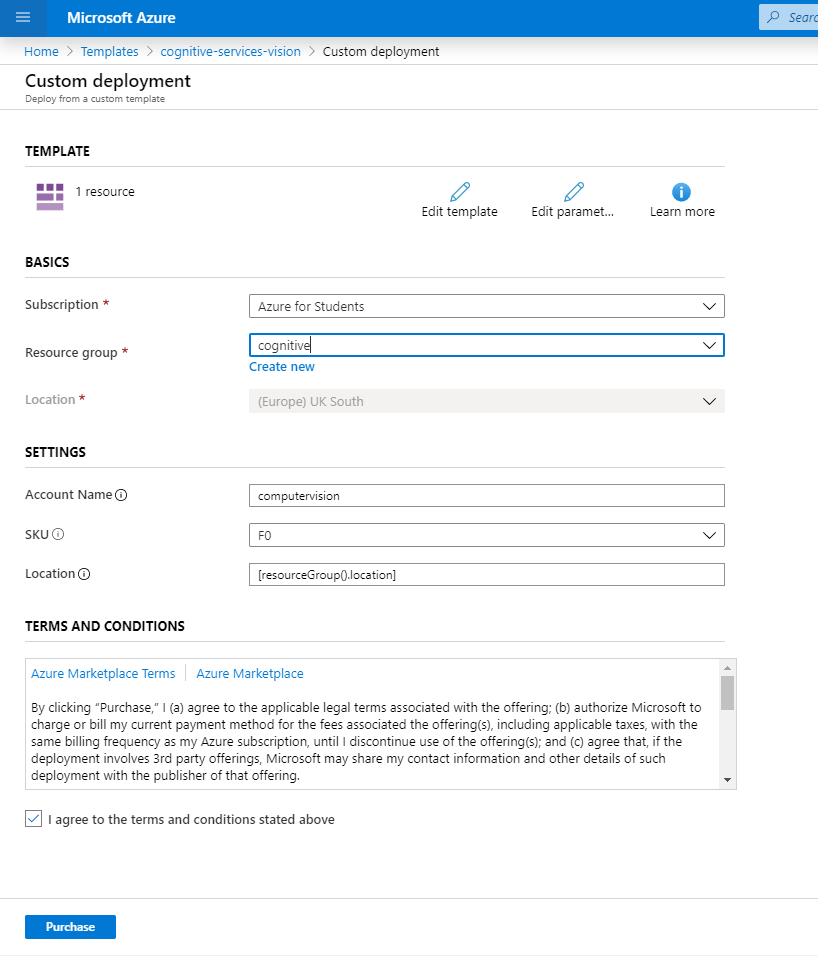 Microsoft Azure
Home > Templates > cognitive-services-vision > Custom deployment
Custom deployment
Deploy from a custom template
TEMPLATE
1 resource
Edit template
Edit paramet...
Learn more
BASICS
Subscription *
Azure for Students
Resource group *
cognitive
Create new
Location *
(Europe) UK South
SETTINGS
Account Name
computervision
SKU
F0
Location
[resourceGroup().location]
TERMS AND CONDITIONS
Azure Marketplace Terms | Azure Marketplace
By clicking “Purchase,” I (a) agree to the applicable legal terms associated with the offering; (b) authorize Microsoft to
charge or bill my current payment method for the fees associated the offering(s), including applicable taxes, with the
same billing frequency as my Azure subscription, until I discontinue use of the offering(s); and (c) agree that, if the
deployment involves 3rd party offerings, Microsoft may share my contact information and other details of such
deployment with the publisher of that offering.
I agree to the terms and conditions stated above
Purchase